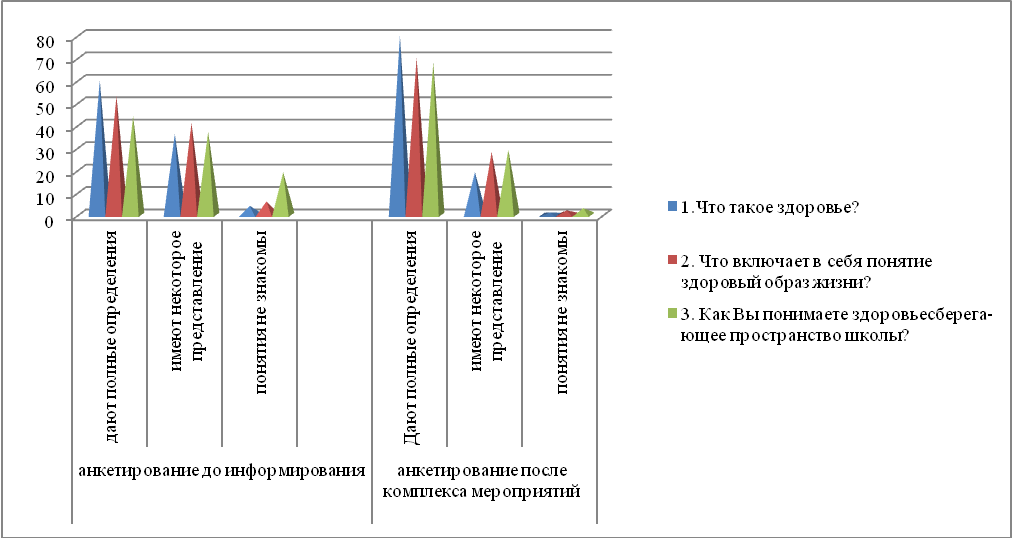 80
70
60
50
40
30
20
10
0
дают полные определения
имеют некоторое
представление
понятия не знакомы
Дают полные определения
имеют некоторое
представление
понятия не знакомы
анкетирование до информирования
анкетирование после
комплекса мероприятий
1.Что такое здоровье?
2. Что включает в себя понятие
здоровый образ жизни?
3. Как Вы понимаете здоровьесберега-
ющее пространство школы?